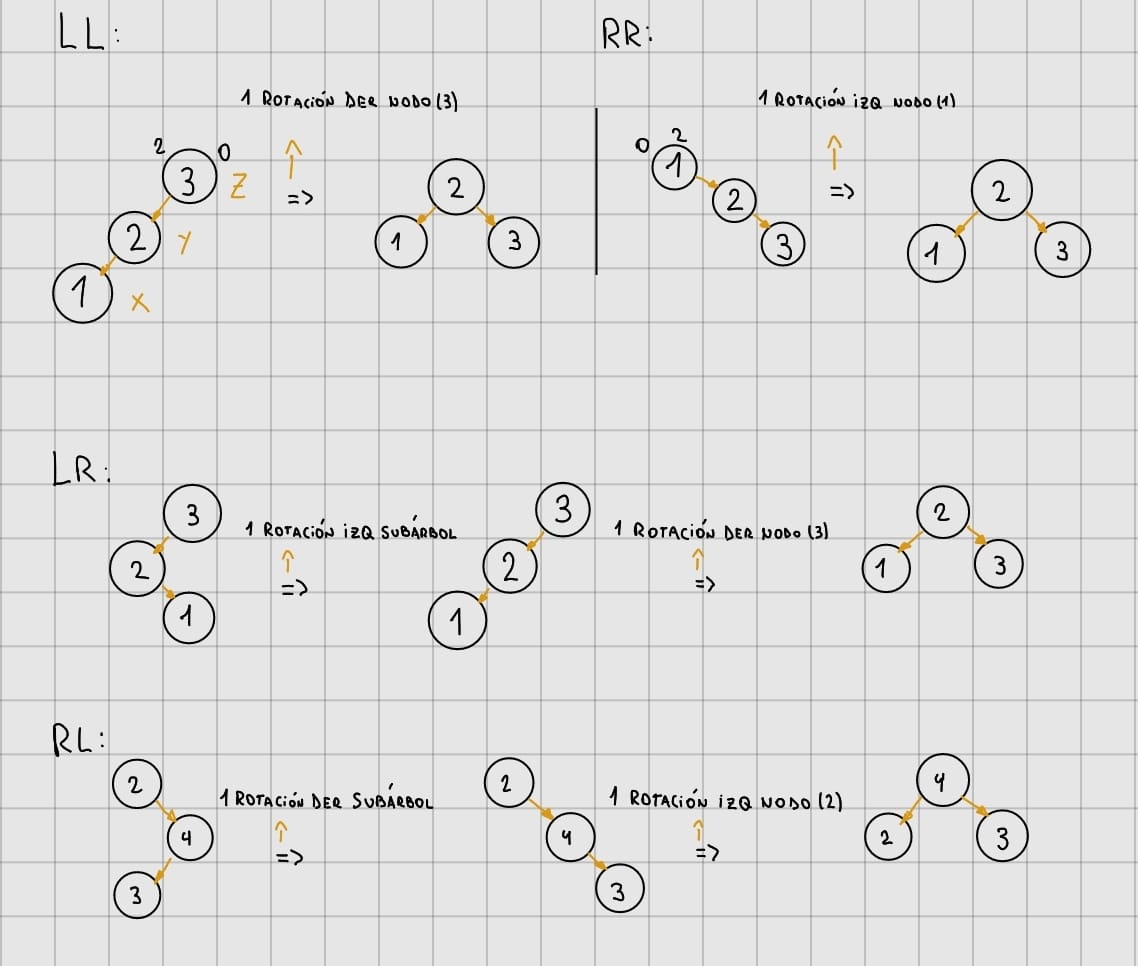 LL:
1 ROTACIÓN DER NODO (3)
2 0
3 Z
2 Y
1 X
=>
2
1 3
RR:
1 ROTACIÓN IZQ NODO (1)
0 2
1
2
3
=>
2
1 3
LR:
3
2
1
1 ROTACIÓN IZQ SUBÁRBOL
=>
3
2
1
1 ROTACIÓN DER NODO (3)
=>
2
1 3
RL:
2
4
3
1 ROTACIÓN DER SUBÁRBOL
=>
2
4
3
1 ROTACIÓN IZQ NODO (2)
=>
4
2 3